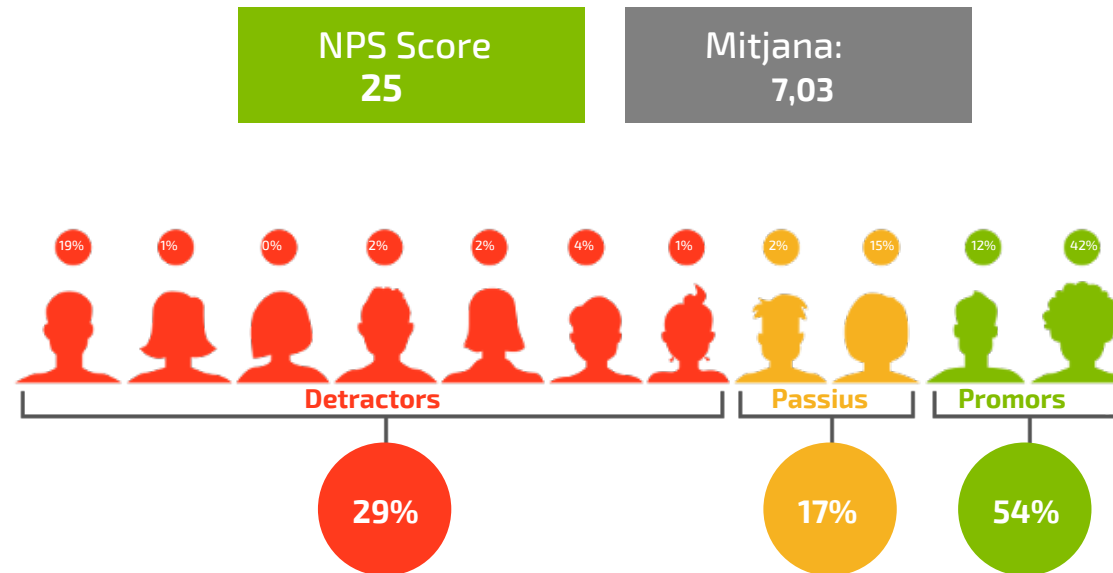 NPS Score
25
Mitjana:
7,03
19% 1% 0% 2% 2% 4% 1% 2% 15% 12% 42%
Detractors Passius Promors
29% 17% 54%